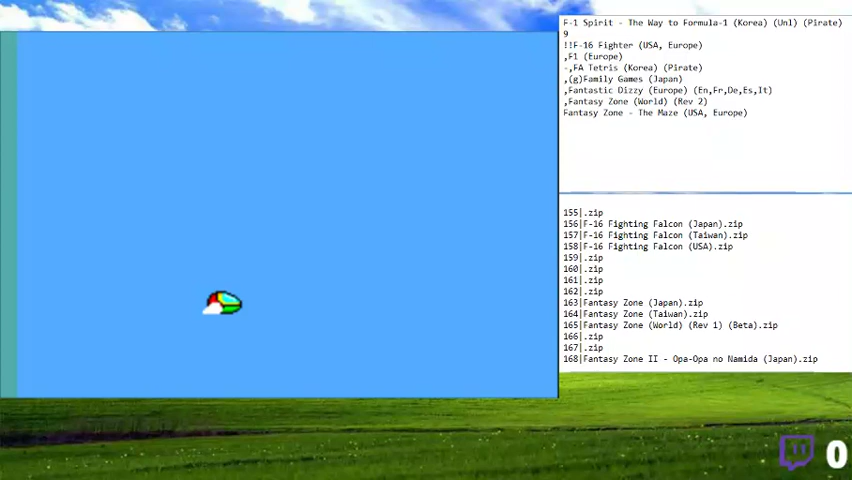 F-1 Spirit - The Way to Formula-1 (Korea) (Unl) (Pirate)
9
!!F-16 Fighter (USA, Europe)
,F1 (Europe)
-,FA Tetris (Korea) (Pirate)
,(g)Family Games (Japan)
,Fantastic Dizzy (Europe) (En,Fr,De,Es,It)
,Fantasy Zone (World) (Rev 2)
Fantasy Zone - The Maze (USA, Europe)
155|.zip
156|F-16 Fighting Falcon (Japan).zip
157|F-16 Fighting Falcon (Taiwan).zip
158|F-16 Fighting Falcon (USA).zip
159|.zip
160|.zip
161|.zip
162|.zip
163|Fantasy Zone (Japan).zip
164|Fantasy Zone (Taiwan).zip
165|Fantasy Zone (World) (Rev 1) (Beta).zip
166|.zip
167|.zip
168|Fantasy Zone II - Opa-Opa no Namida (Japan).zip
0